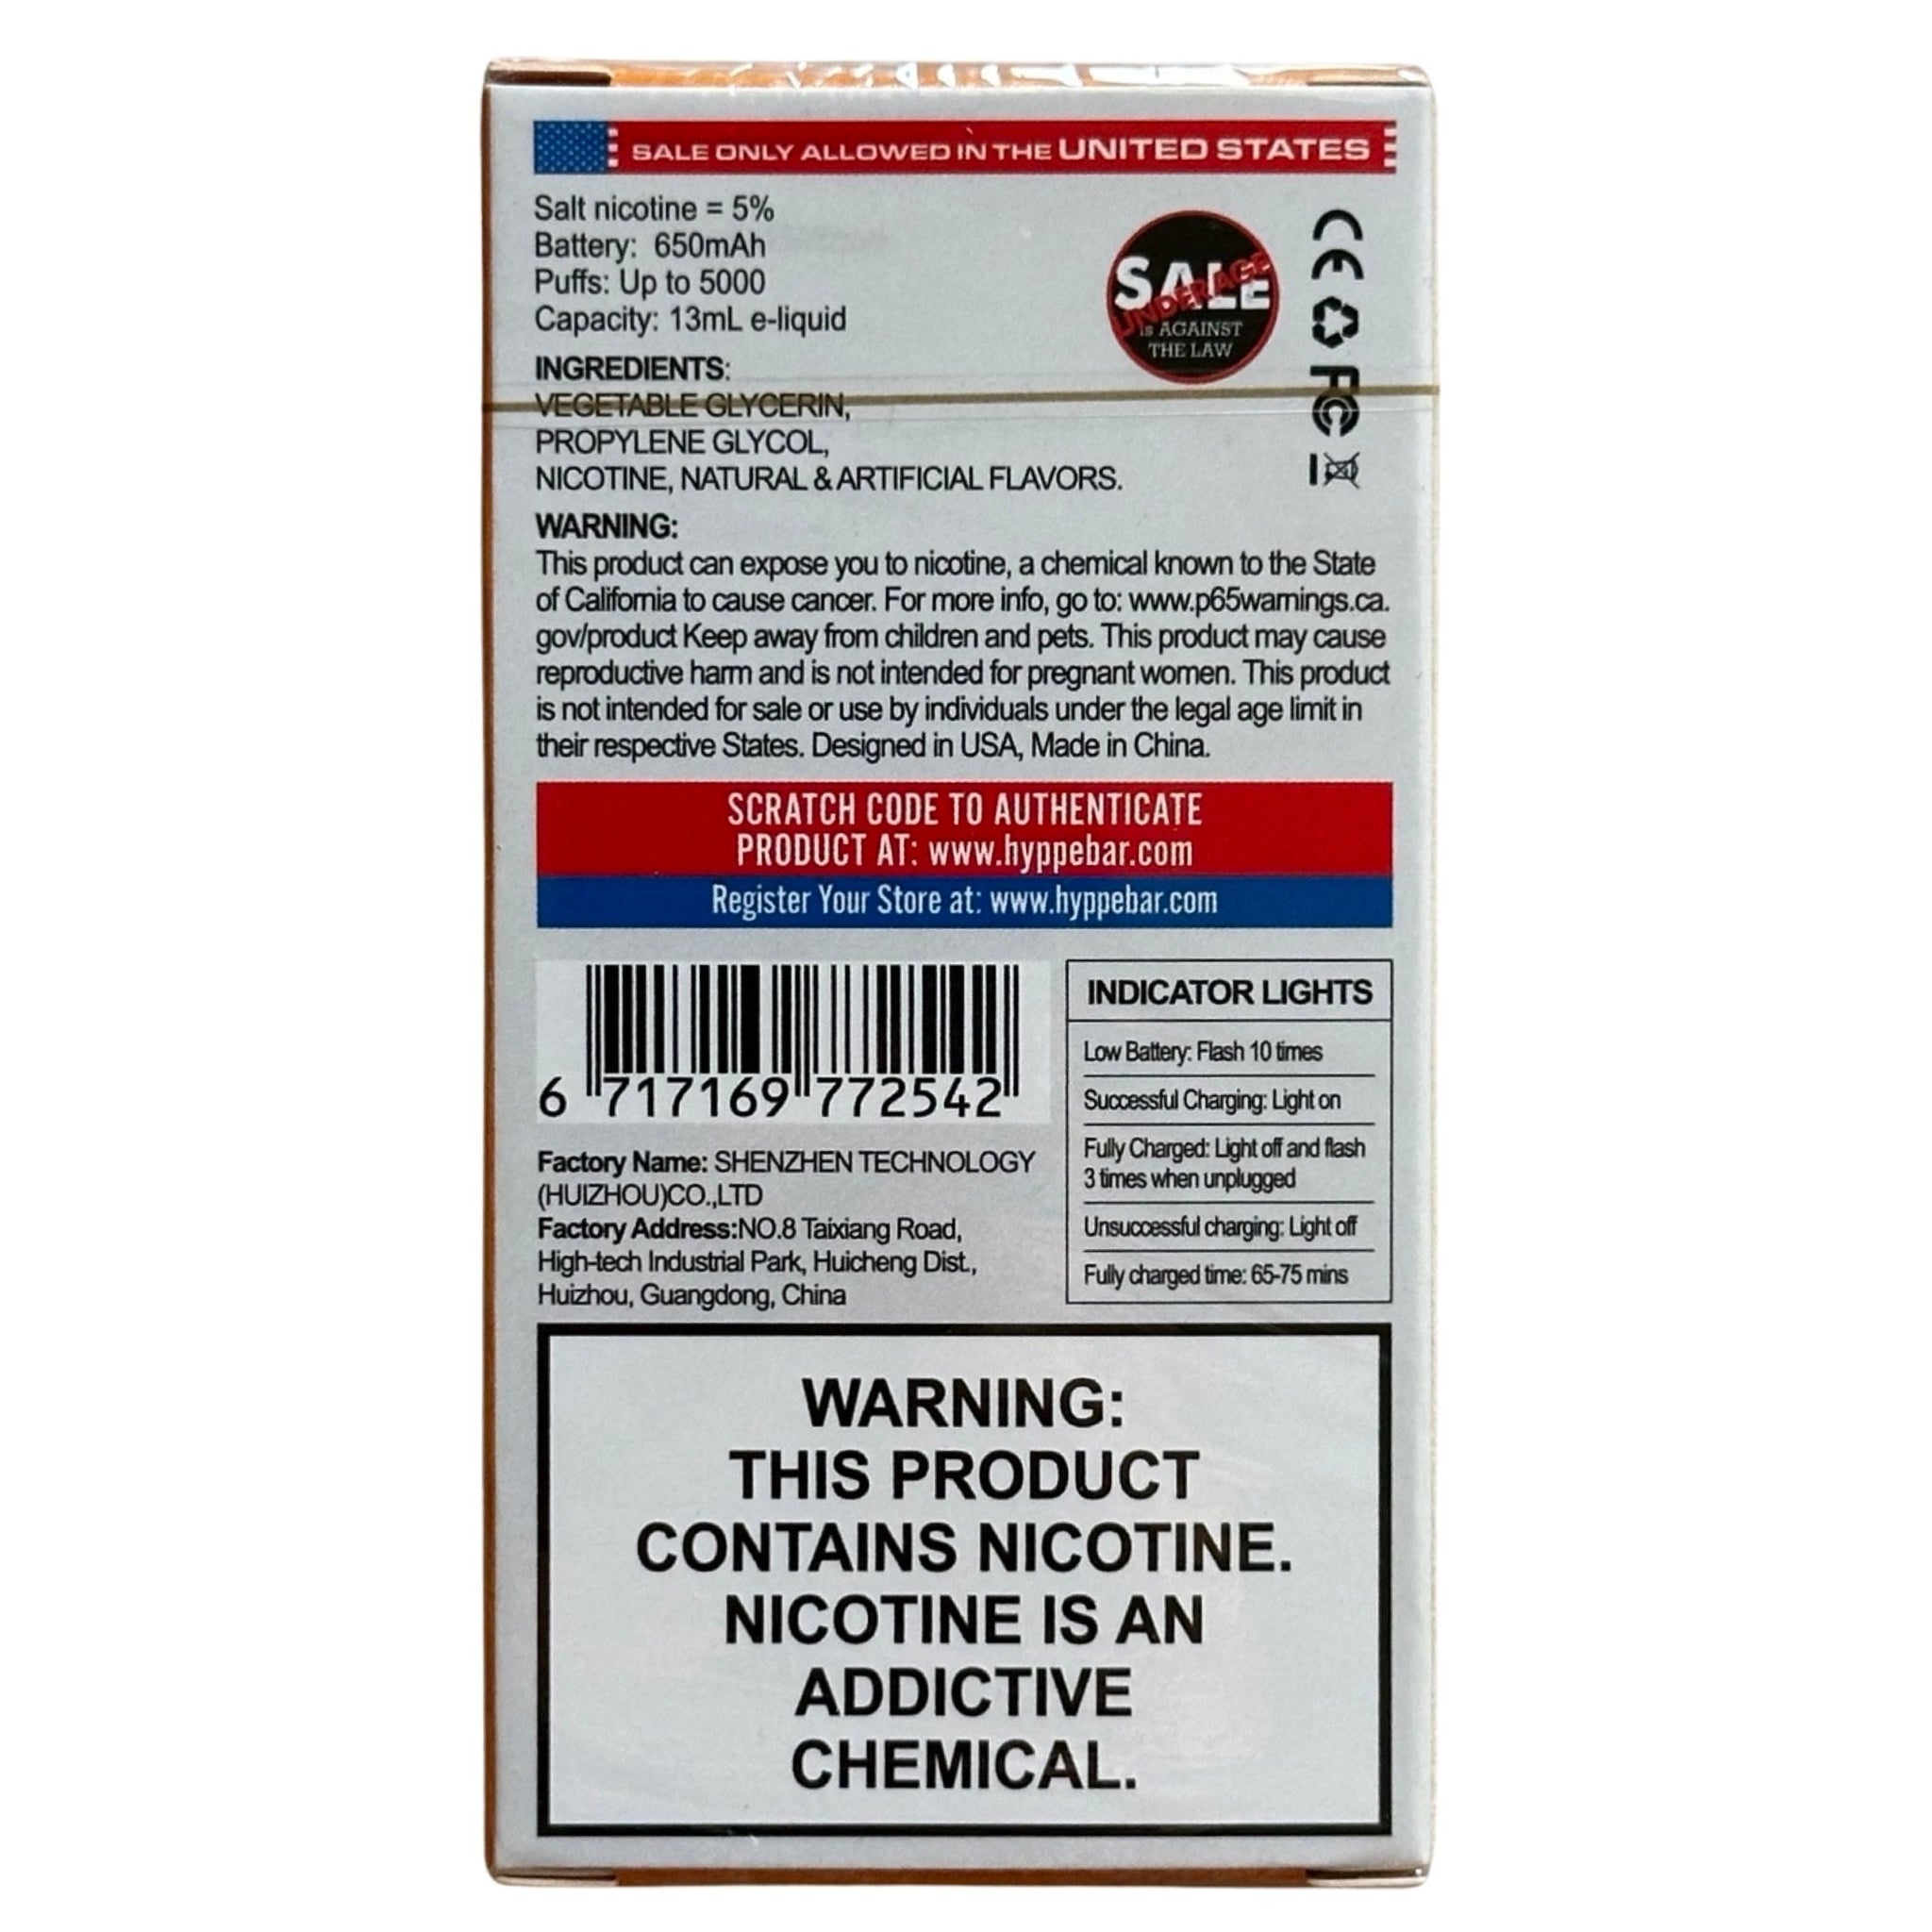 SALE ONLY ALLOWED IN THE UNITED STATES
Salt nicotine = 5%
Battery: 650mAh
Puffs: Up to 5000
Capacity: 13mL e-liquid
SALE
UNDERAGE
is AGAINST
THE LAW
CE
FC
INGREDIENTS:
VEGETABLE GLYCERIN,
PROPYLENE GLYCOL,
NICOTINE, NATURAL & ARTIFICIAL FLAVORS.
WARNING:
This product can expose you to nicotine, a chemical known to the State
of California to cause cancer. For more info, go to: www.p65warnings.ca.
gov/product Keep away from children and pets. This product may cause
reproductive harm and is not intended for pregnant women. This product
is not intended for sale or use by individuals under the legal age limit in
their respective States. Designed in USA, Made in China.
SCRATCH CODE TO AUTHENTICATE
PRODUCT AT: www.hyppebar.com
Register Your Store at: www.hyppebar.com
6 717169 772542
Factory Name: SHENZHEN TECHNOLOGY
(HUIZHOU)CO.,LTD
Factory Address:NO.8 Taixiang Road,
High-tech Industrial Park, Huicheng Dist.,
Huizhou, Guangdong, China
INDICATOR LIGHTS
Low Battery: Flash 10 times
Successful Charging: Light on
Fully Charged: Light off and flash
3 times when unplugged
Unsuccessful charging: Light off
Fully charged time: 65-75 mins
WARNING:
THIS PRODUCT
CONTAINS NICOTINE.
NICOTINE IS AN
ADDICTIVE
CHEMICAL.